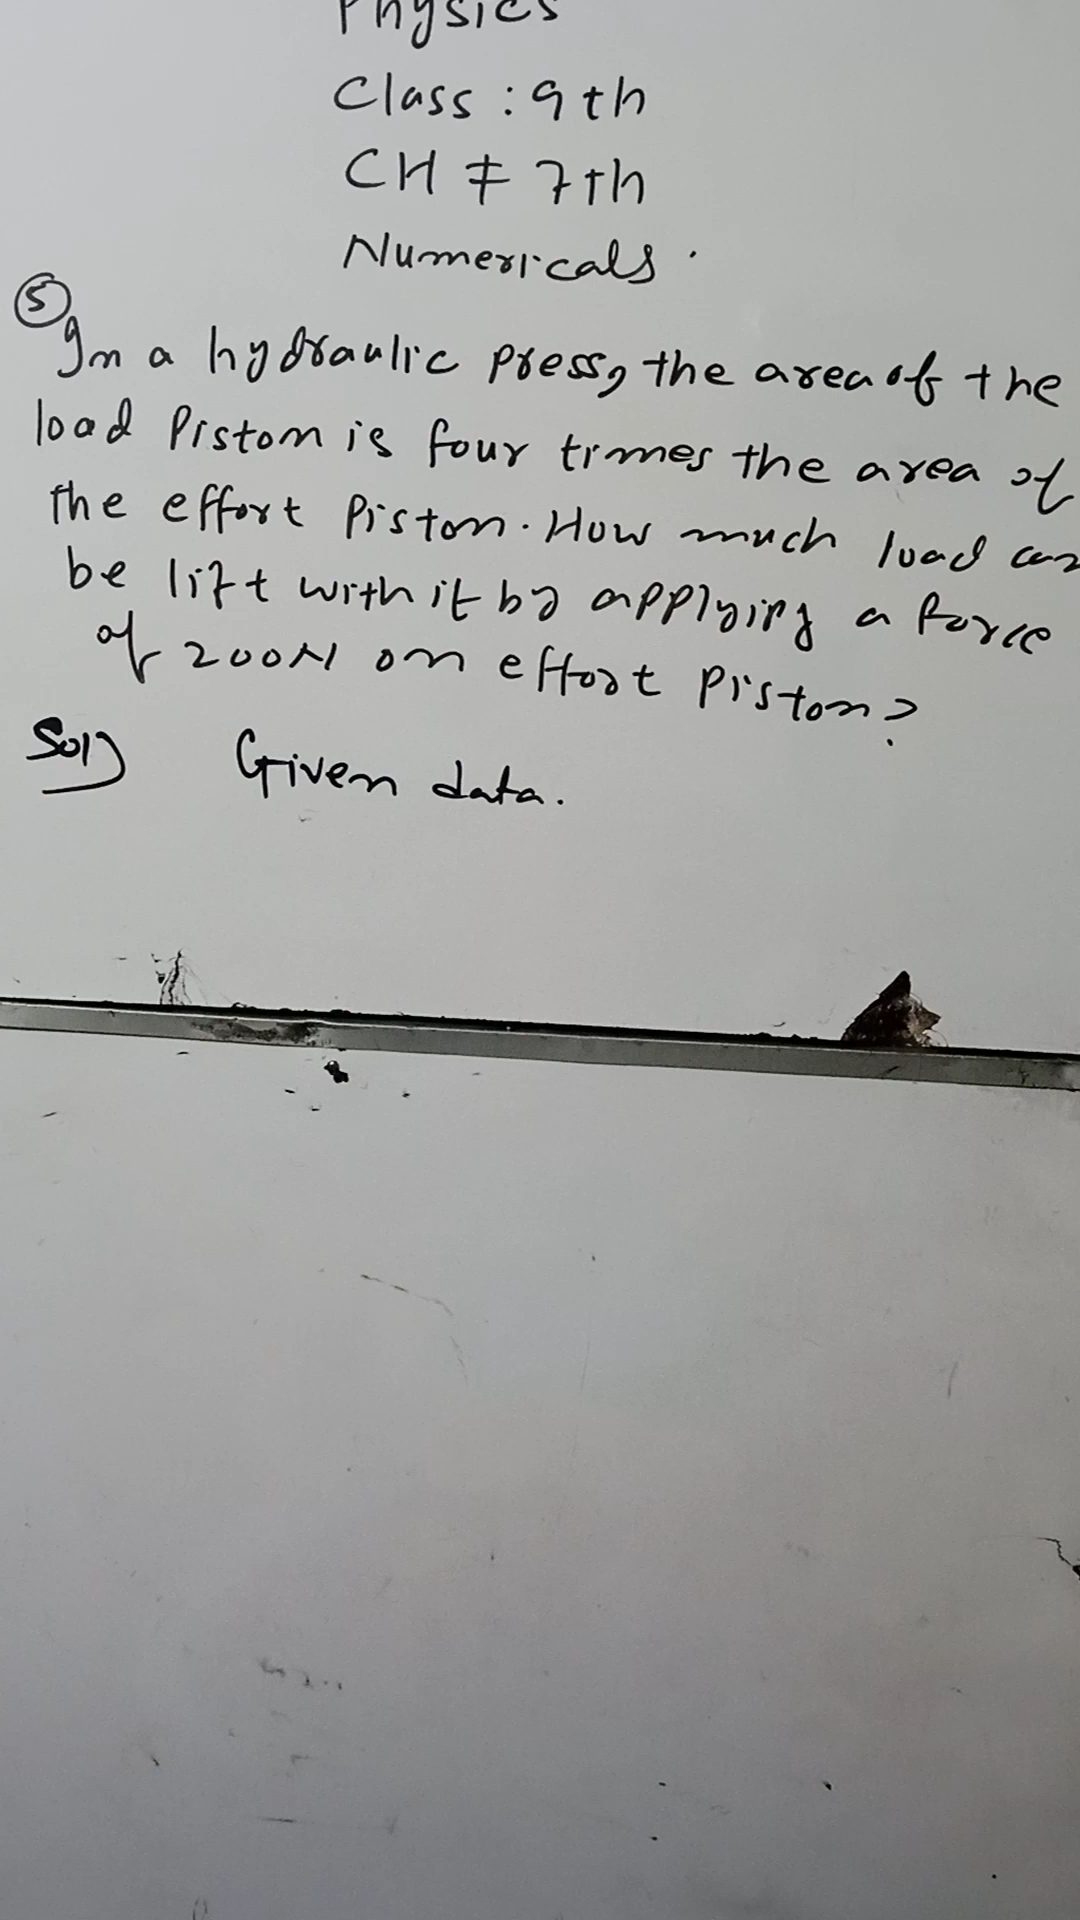 Physics
Class : 9th
CH # 7th
Numericals.
5 In a hydraulic press, the area of the
load Piston is four times the area of
the effort Piston. How much load can
be lift with it by applying a force
of 200N on effort piston?
Sol)
Given data.